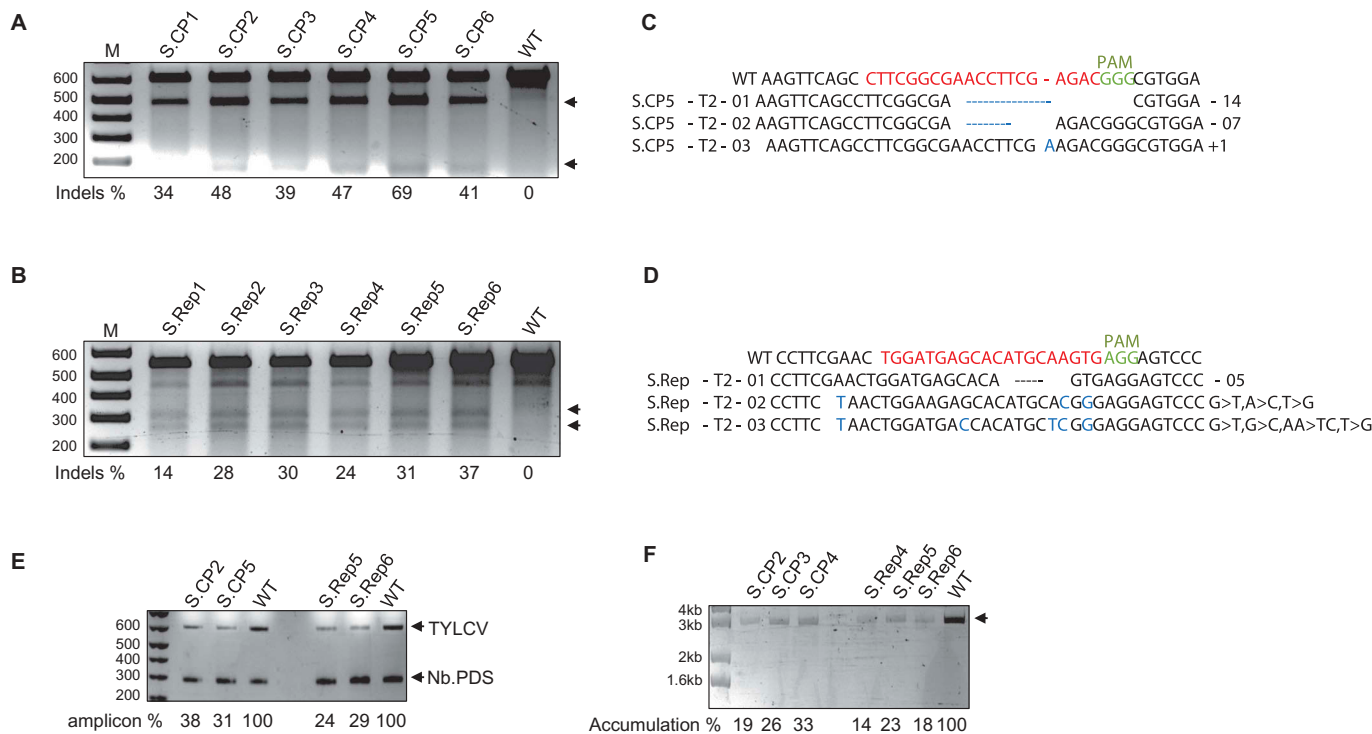 A
M S.CP1 S.CP2 S.CP3 S.CP4 S.CP5 S.CP6 WT
600
500
400
300
200
Indels % 34 48 39 47 69 41 0
C
PAM
WT AAGTTCAGC CTTCGGCGAACCTTCG - AGACGGGCGTGGA
S.CP5 - T2 - 01 AAGTTCAGCCTTCGGCGA --------------- CGTGGA - 14
S.CP5 - T2 - 02 AAGTTCAGCCTTCGGCGA -------- AGACGGGCGTGGA - 07
S.CP5 - T2 - 03 AAGTTCAGCCTTCGGCGAACCTTCG AAGACGGGCGTGGA +1
B
M S.Rep1 S.Rep2 S.Rep3 S.Rep4 S.Rep5 S.Rep6 WT
600
500
400
300
200
Indels % 14 28 30 24 31 37 0
D
PAM
WT CCTTCGAAC TGGATGAGCACATGCAAGTGAGGAGTCCC
S.Rep - T2 - 01 CCTTCGAACTGGATGAGCACA ----- GTGAGGAGTCCC - 05
S.Rep - T2 - 02 CCTTC TAACTGGAAGAGCACATGCACGGGAGGAGTCCC G>T,A>C,T>G
S.Rep - T2 - 03 CCTTC TAACTGGATGACCACATGCTCGGGAGGAGTCCC G>T,G>C,AA>TC,T>G
E
S.CP2 S.CP5 WT S.Rep5 S.Rep6 WT
600
500
400
300
200
TYLCV
Nb.PDS
amplicon % 38 31 100 24 29 100
F
S.CP2 S.CP3 S.CP4 S.Rep4 S.Rep5 S.Rep6 WT
4kb
3kb
2kb
1.6kb
Accumulation % 19 26 33 14 23 18 100